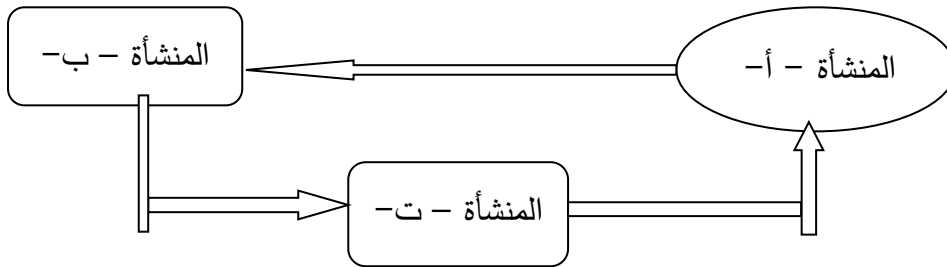 المنشأة - أ-
المنشأة – ب-
المنشأة – ت-